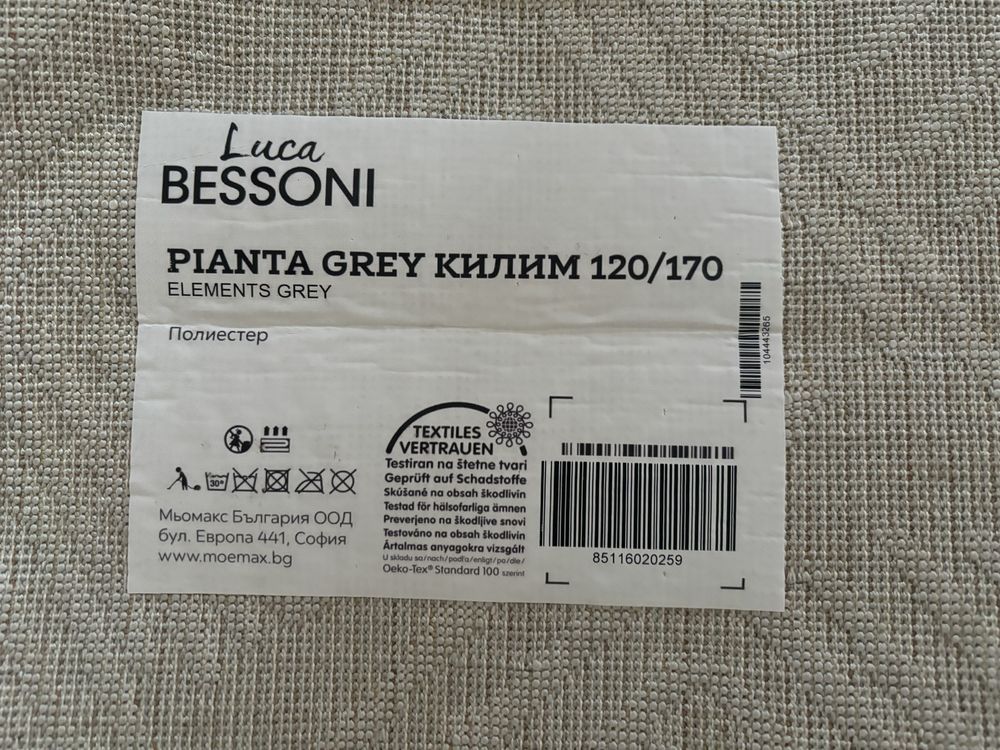 Luca
BESSONI
PIANTA GREY КИЛИМ 120/170
ELEMENTS GREY
Полиестер
104443265
30°
Мьомакс България ООД
бул. Европа 441, София
www.moemax.bg
TEXTILES
VERTRAUEN
Testiran na štetne tvari
Geprüft auf Schadstoffe
Skúšané na obsah škodlivín
Testad för hälsofarliga ämnen
Preverjeno na škodljive snovi
Testováno na obsah škodlivin
Ártalmas anyagokra vizsgált
U skladu sa/nach/podľa/enligt/po/dle/
Oeko-Tex® Standard 100 szerint
85116020259